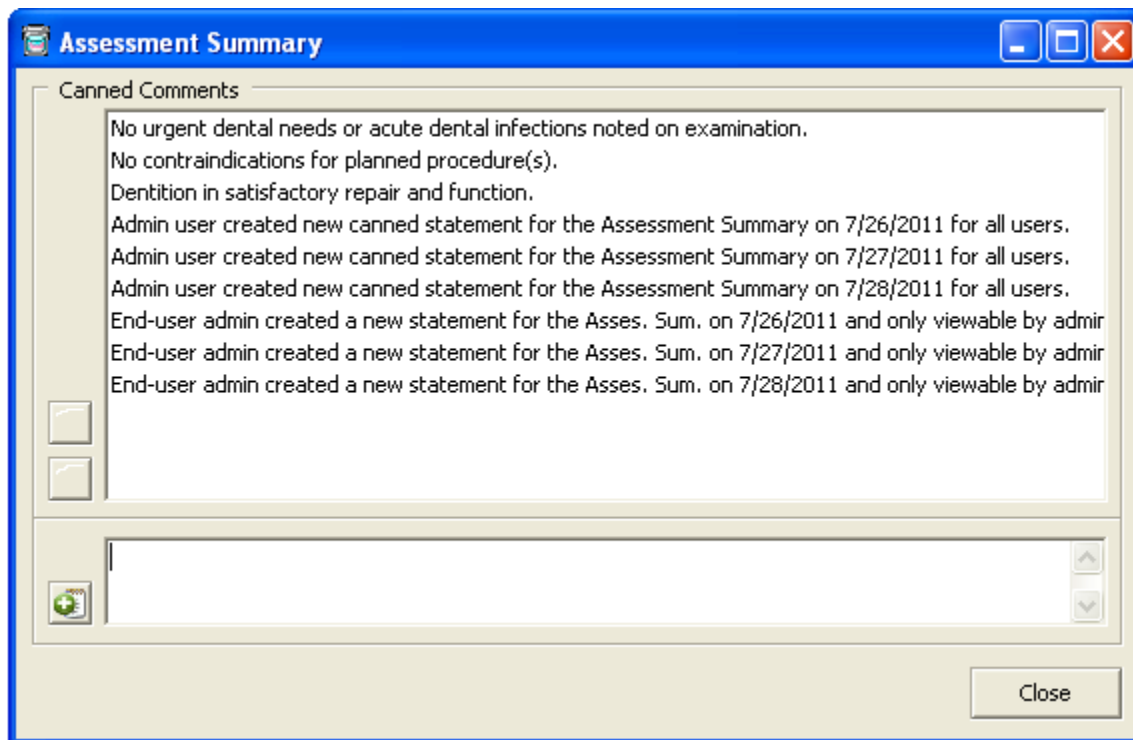 Assessment Summary
Canned Comments
No urgent dental needs or acute dental infections noted on examination.
No contraindications for planned procedure(s).
Dentition in satisfactory repair and function.
Admin user created new canned statement for the Assessment Summary on 7/26/2011 for all users.
Admin user created new canned statement for the Assessment Summary on 7/27/2011 for all users.
Admin user created new canned statement for the Assessment Summary on 7/28/2011 for all users.
End-user admin created a new statement for the Asses. Sum. on 7/26/2011 and only viewable by
End-user admin created a new statement for the Asses. Sum. on 7/27/2011 and only viewable by
End-user admin created a new statement for the Asses. Sum. on 7/28/2011 and only viewable by
Close